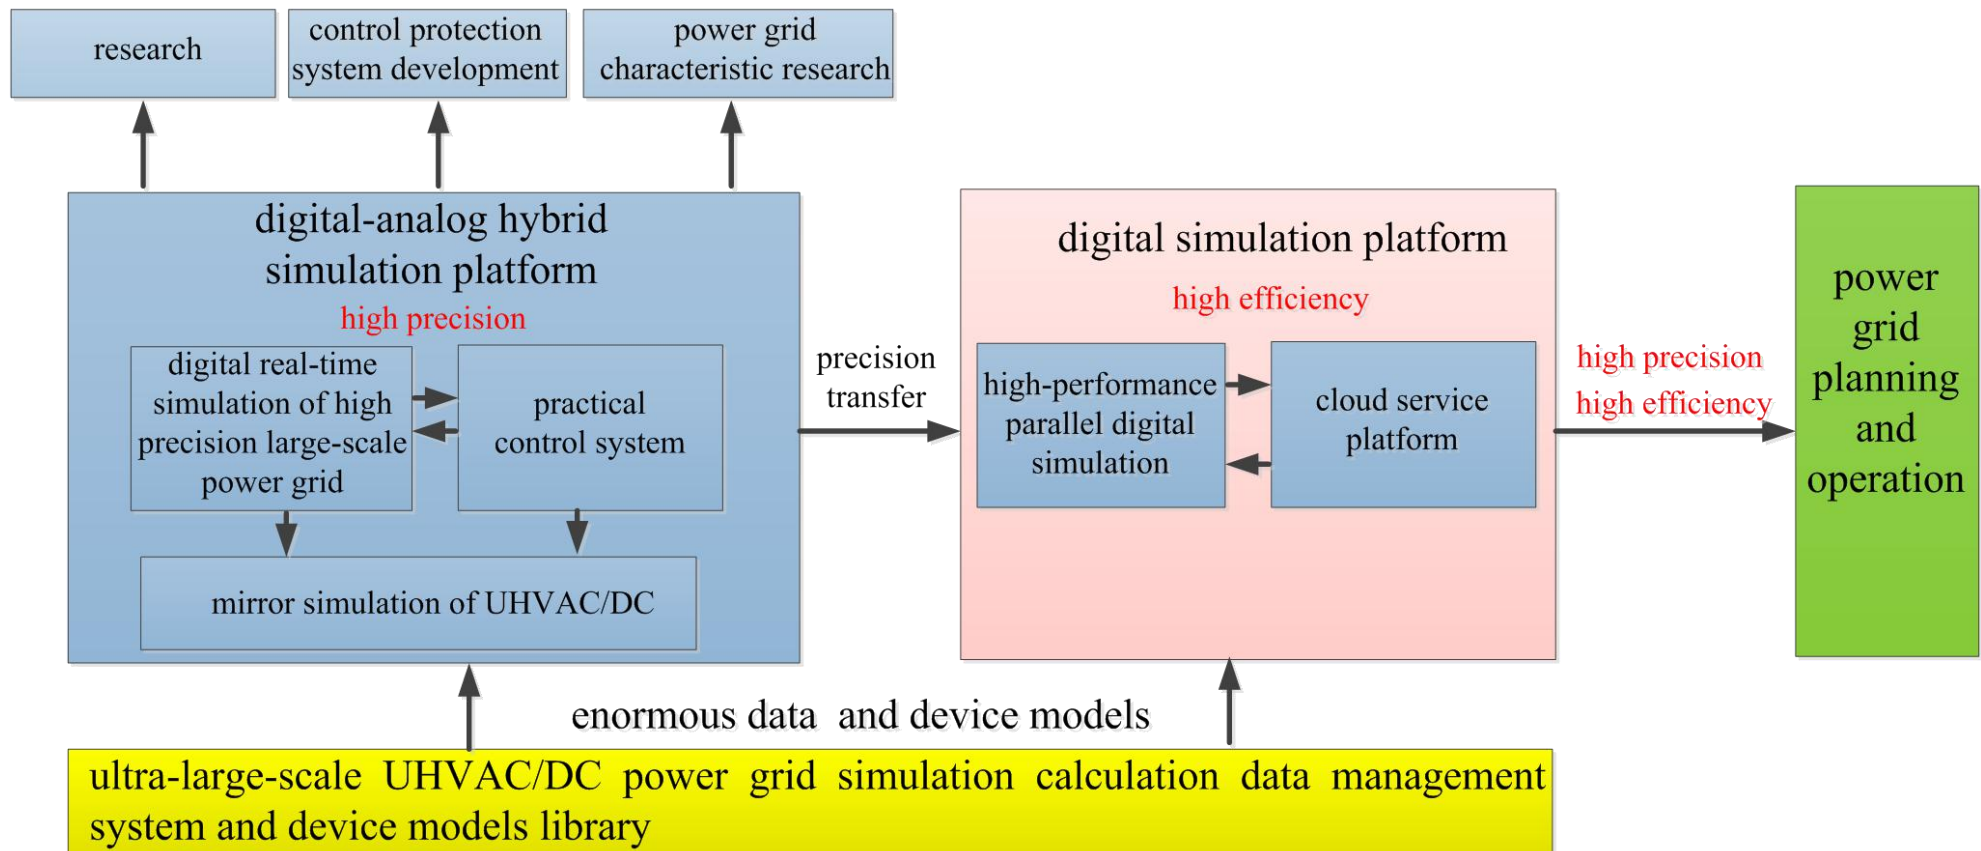 research
control protection
system development
power grid
characteristic research
digital-analog hybrid
simulation platform
high precision
digital real-time
simulation of high
precision large-scale
power grid
practical
control system
mirror simulation of UHVAC/DC
precision
transfer
digital simulation platform
high efficiency
high-performance
parallel digital
simulation
cloud service
platform
high precision
high efficiency
power
grid
planning
and
operation
enormous data and device models
ultra-large-scale UHVAC/DC power grid simulation calculation data management
system and device models library